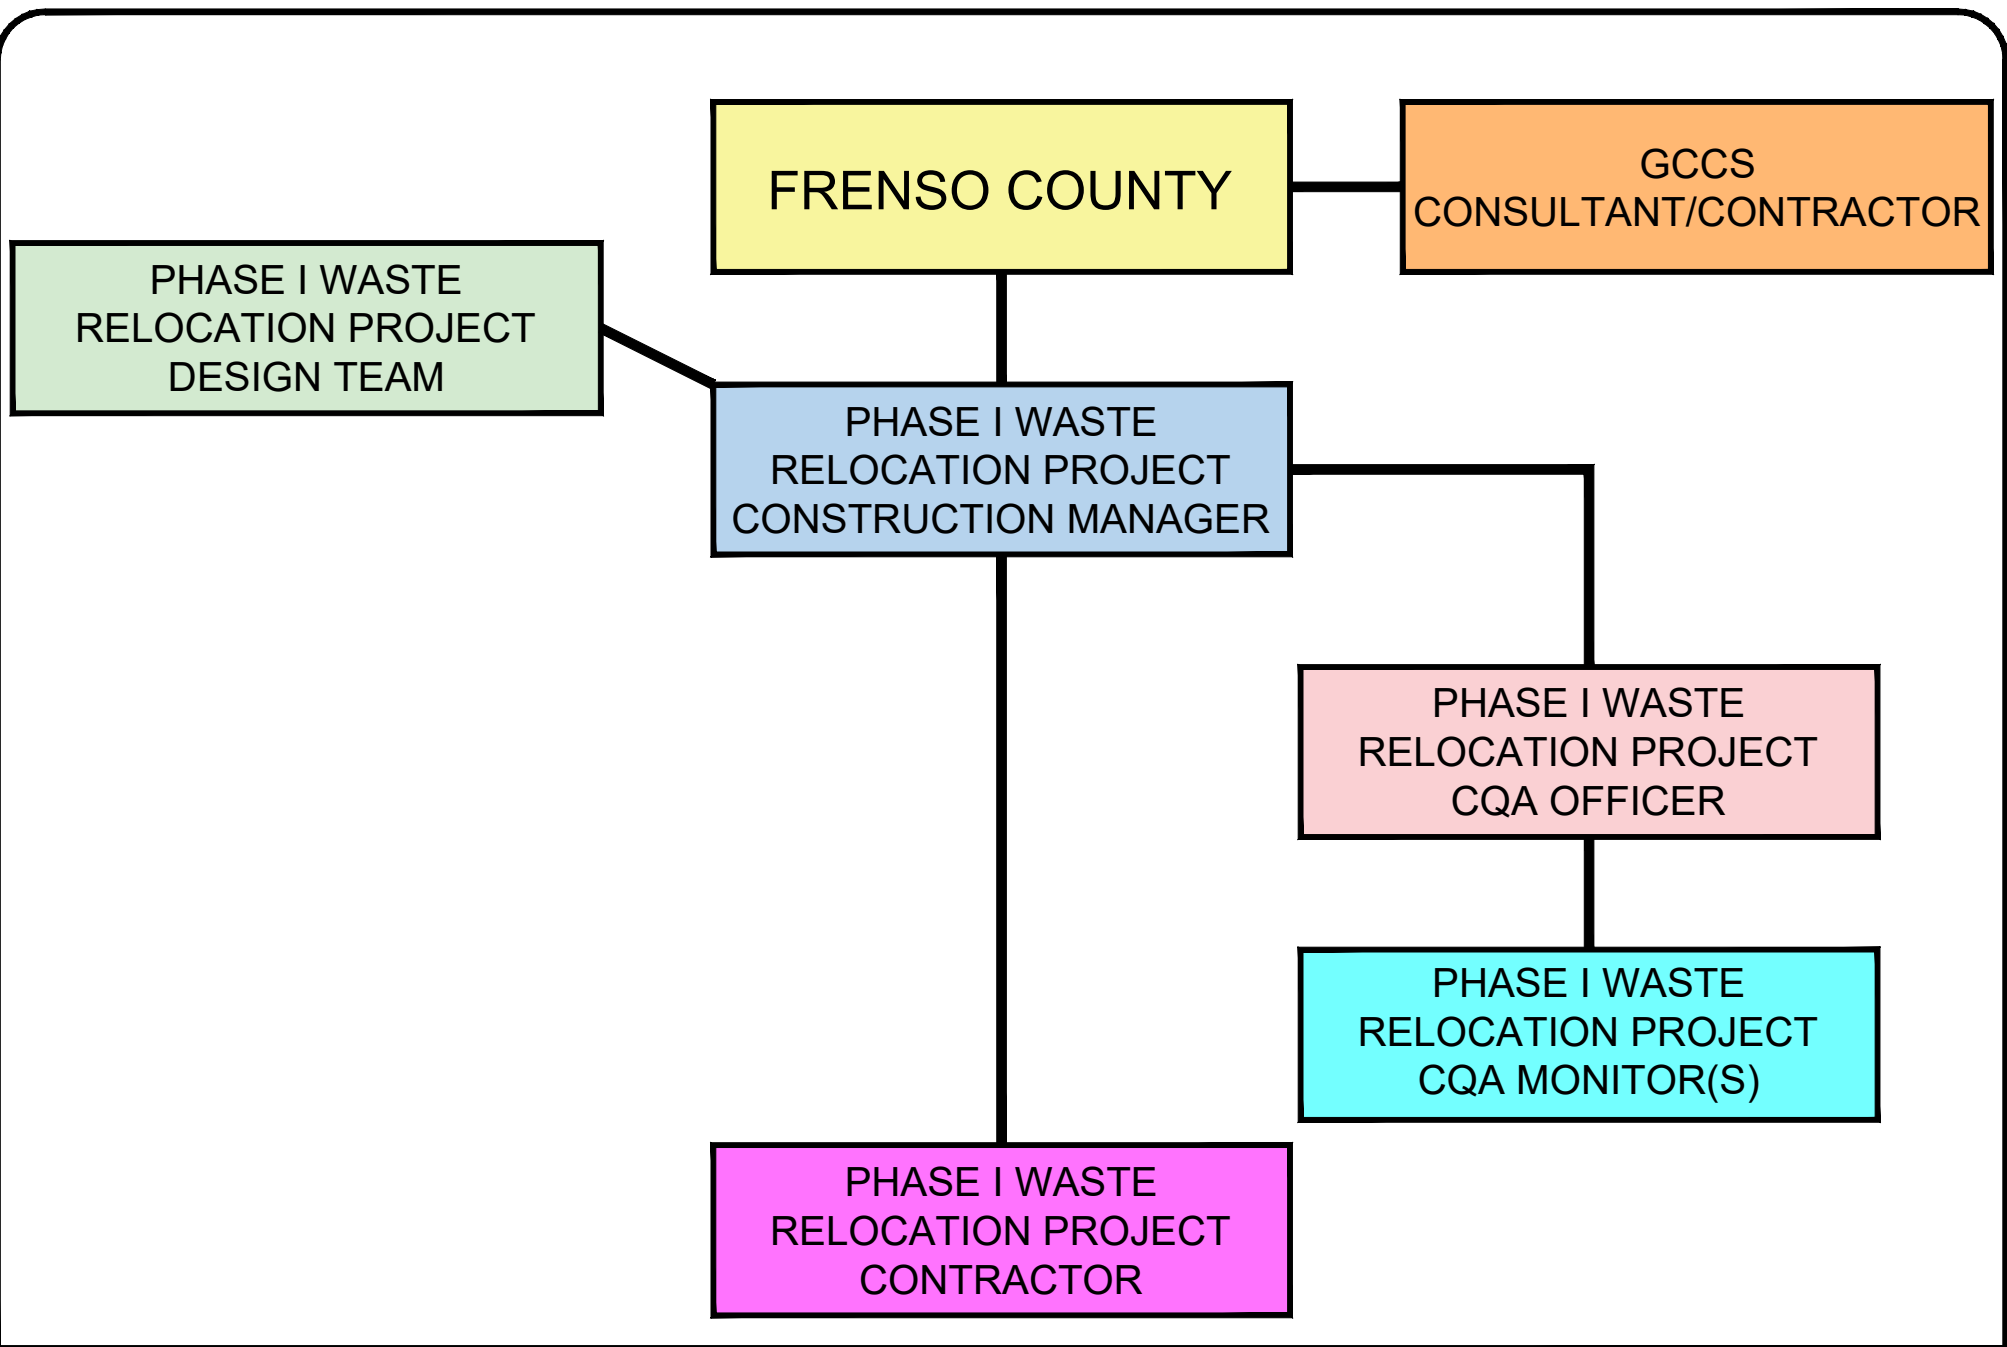 FRENSO COUNTY
GCCS
CONSULTANT/CONTRACTOR
PHASE I WASTE
RELOCATION PROJECT
DESIGN TEAM
PHASE I WASTE
RELOCATION PROJECT
CONSTRUCTION MANAGER
PHASE I WASTE
RELOCATION PROJECT
CQA OFFICER
PHASE I WASTE
RELOCATION PROJECT
CQA MONITOR(S)
PHASE I WASTE
RELOCATION PROJECT
CONTRACTOR